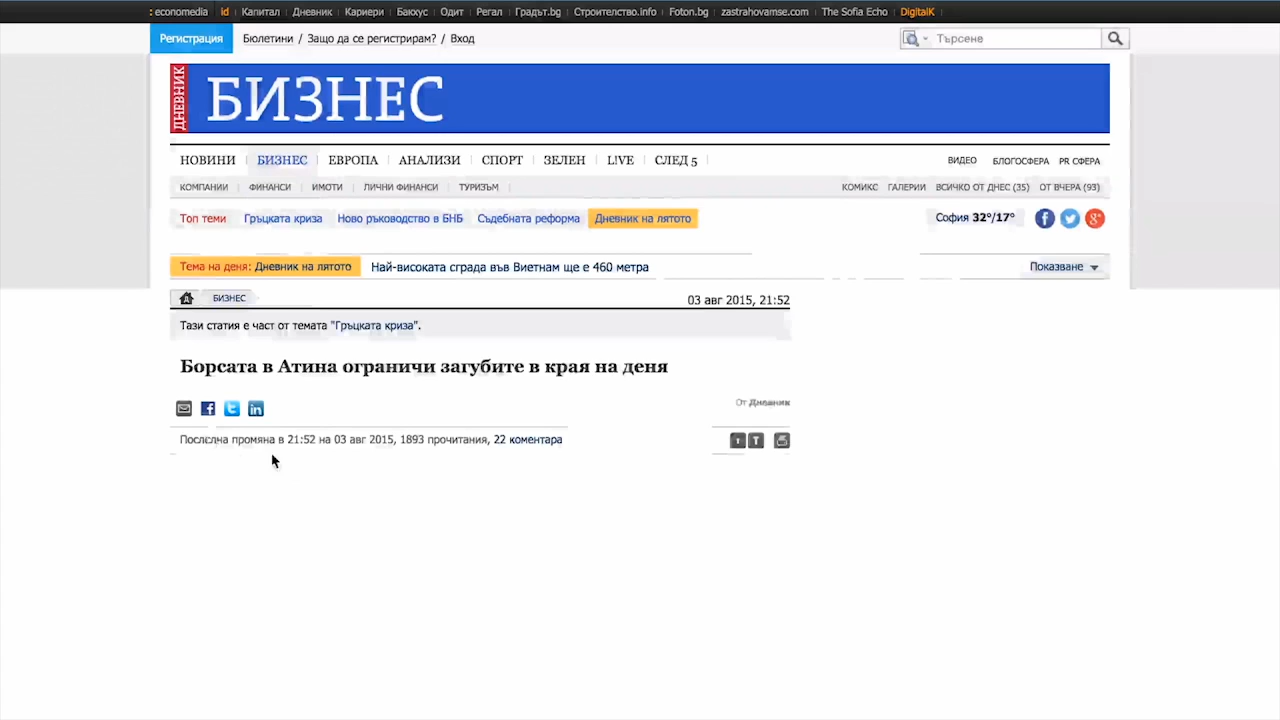 : economedia id Капитал Дневник Кариери Бакхус Одит Регал Градът.bg Строителство.info Foton.bg zastrahovamse.com The Sofia Echo DigitalK
Регистрация Бюлетини / Защо да се регистрирам? / Вход Търсене
ДНЕВНИК БИЗНЕС
НОВИНИ БИЗНЕС ЕВРОПА АНАЛИЗИ СПОРТ ЗЕЛЕН L!VE СЛЕД 5 ВИДЕО БЛОГОСФЕРА PR СФЕРА
КОМПАНИИ ФИНАНСИ ИМОТИ ЛИЧНИ ФИНАНСИ ТУРИЗЪМ КОМИКС ГАЛЕРИИ ВСИЧКО ОТ ДНЕС (35) ОТ ВЧЕРА (93)
Топ теми Гръцката криза Ново ръководство в БНБ Съдебната реформа Дневник на лятото София 32°/17°
Тема на деня: Дневник на лятото Най-високата сграда във Виетнам ще е 460 метра Показване
БИЗНЕС 03 авг 2015, 21:52
Тази статия е част от темата "Гръцката криза".
Борсата в Атина ограничи загубите в края на деня
От Дневник
Последна промяна в 21:52 на 03 авг 2015, 1893 прочитания, 22 коментара